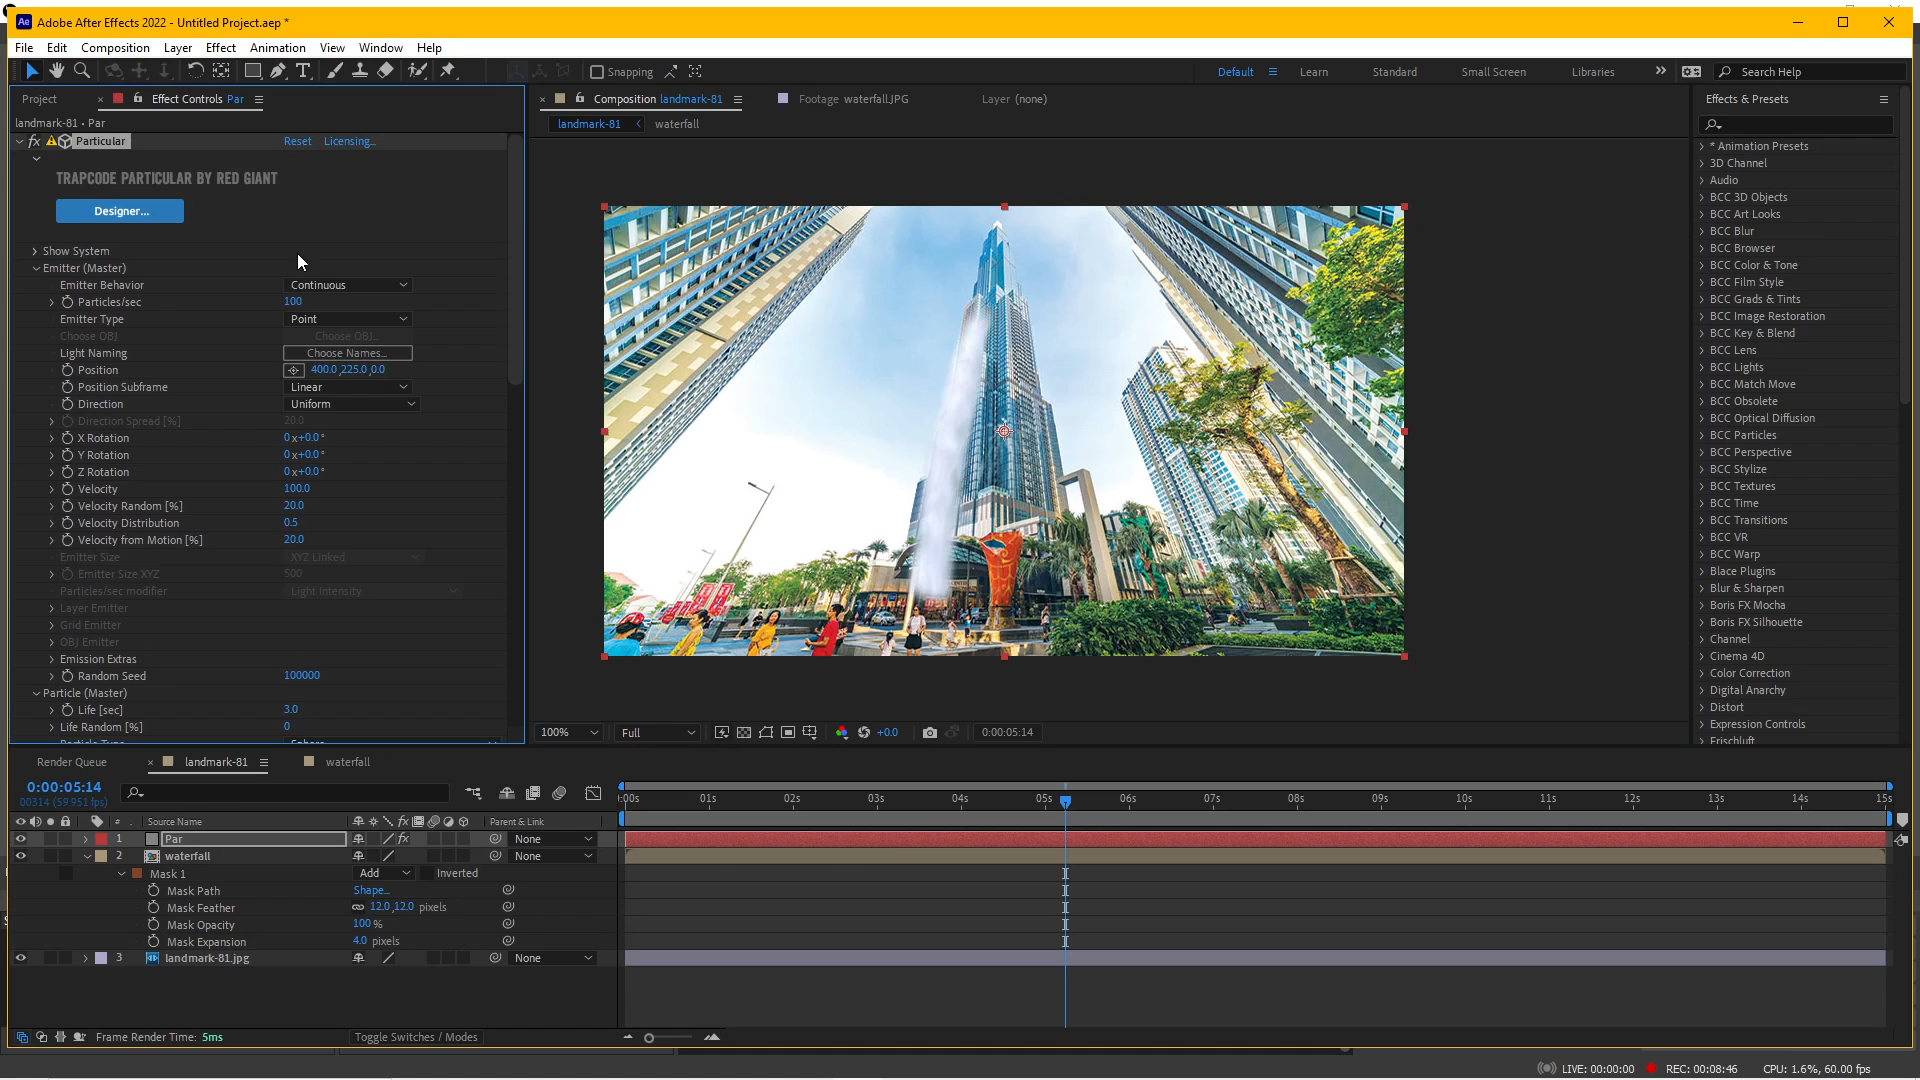 Adobe After Effects 2022 - Untitled Project.aep *
File Edit Composition Layer Effect Animation View Window Help
Snapping Default Learn Standard Small Screen Libraries Search Help
Project Effect Controls Par
landmark-81 • Par
fx Particular Reset Licensing...
TRAPCODE PARTICULAR BY RED GIANT
Designer...
Show System
Emitter (Master)
Emitter Behavior Continuous
Particles/sec 100
Emitter Type Point
Choose OBJ Choose OBJ...
Light Naming Choose Names...
Position 400.0,225.0,0.0
Position Subframe Linear
Direction Uniform
Direction Spread [%] 20.0
X Rotation 0x+0.0°
Y Rotation 0x+0.0°
Z Rotation 0x+0.0°
Velocity 100.0
Velocity Random [%] 20.0
Velocity Distribution 0.5
Velocity from Motion [%] 20.0
Emitter Size XYZ Linked
Emitter Size XYZ 500
Particles/sec modifier Light Intensity
Layer Emitter
Grid Emitter
OBJ Emitter
Emission Extras
Random Seed 100000
Particle (Master)
Life [sec] 3.0
Life Random [%] 0
Particle Type Sphere
Composition landmark-81 Footage waterfall.JPG Layer (none)
landmark-81 waterfall
100% Full +0.0 0:00:05:14
Effects & Presets
* Animation Presets
3D Channel
Audio
BCC 3D Objects
BCC Art Looks
BCC Blur
BCC Browser
BCC Color & Tone
BCC Film Style
BCC Grads & Tints
BCC Image Restoration
BCC Key & Blend
BCC Lens
BCC Lights
BCC Match Move
BCC Obsolete
BCC Optical Diffusion
BCC Particles
BCC Perspective
BCC Stylize
BCC Textures
BCC Time
BCC Transitions
BCC VR
BCC Warp
Blace Plugins
Blur & Sharpen
Boris FX Mocha
Boris FX Silhouette
Channel
Cinema 4D
Color Correction
Digital Anarchy
Distort
Expression Controls
Frischluft
Render Queue landmark-81 waterfall
0:00:05:14
00314 (59.951 fps)
:00s 01s 02s 03s 04s 05s 06s 07s 08s 09s 10s 11s 12s 13s 14s 15s
# Source Name fx Parent & Link
1 Par fx None
2 waterfall None
Mask 1 Add Inverted
Mask Path Shape...
Mask Feather 12.0,12.0 pixels
Mask Opacity 100%
Mask Expansion 4.0 pixels
3 landmark-81.jpg None
Frame Render Time: 5ms Toggle Switches / Modes
LIVE: 00:00:00 REC: 00:08:46 CPU: 1.6%, 60.00 fps